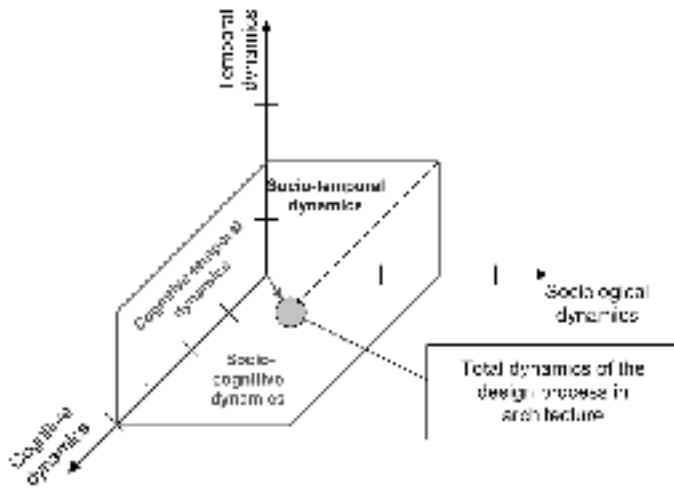 Temporal
dynamics
Socio-temporal
dynamics
Cognitive-temporal
dynamics
Sociological
dynamics
Socio-
cognitive
dynamics
Total dynamics of the
design process in
architecture
Cognitive
dynamics